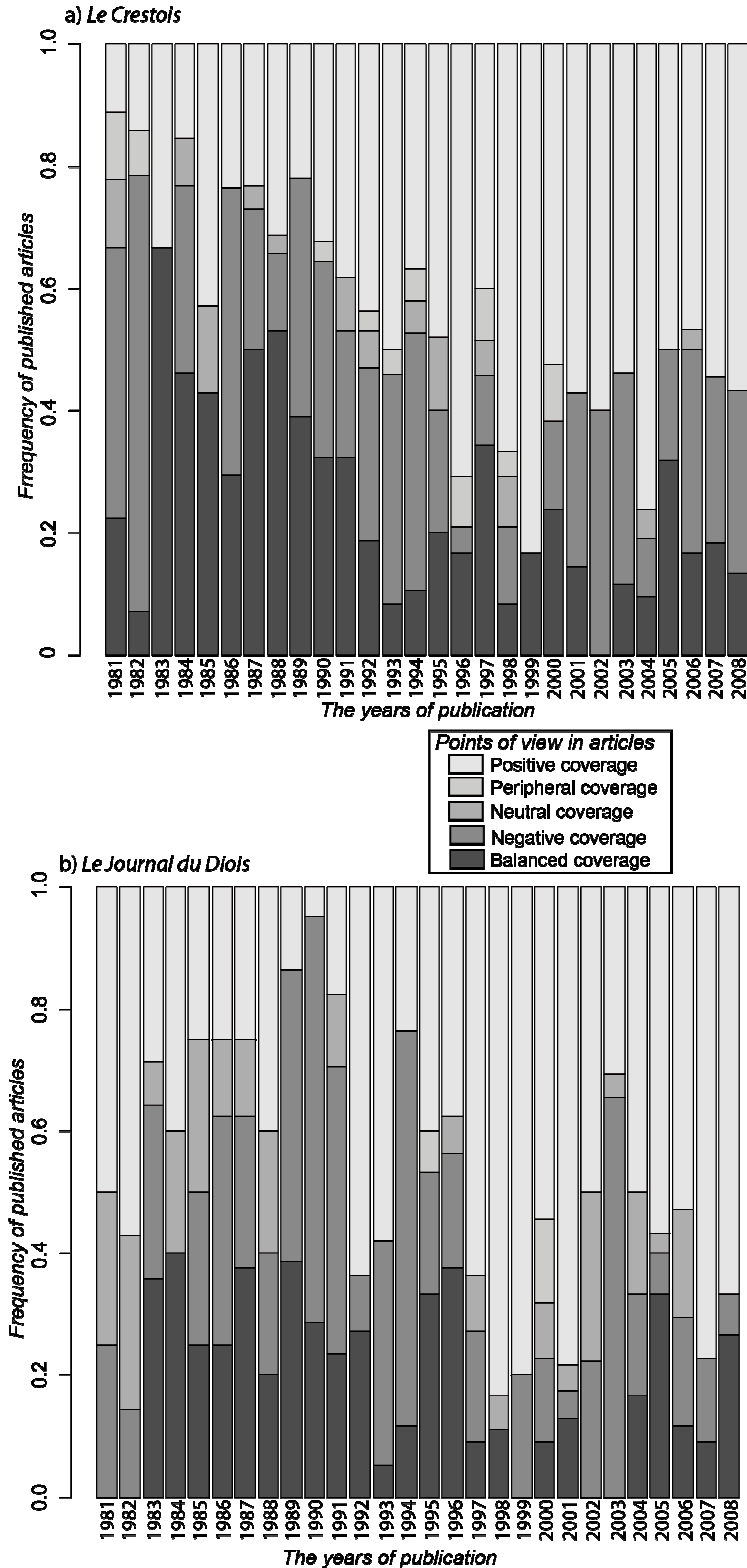 a) Le Crestois
1.0
0.8
0.6
0.4
0.2
0
Frrequency of published articles
1981 1982 1983 1984 1985 1986 1987 1988 1989 1990 1991 1992 1993 1994 1995 1996 1997 1998 1999 2000 2001 2002 2003 2004 2005 2006 2007 2008
The years of publication
Points of view in articles
Positive coverage
Peripheral coverage
Neutral coverage
Negative coverage
Balanced coverage
b) Le Journal du Diois
1.0
0.8
0.6
0.4
0.2
0.0
Frequency of published articles
1981 1982 1983 1984 1985 1986 1987 1988 1989 1990 1991 1992 1993 1994 1995 1996 1997 1998 1999 2000 2001 2002 2003 2004 2005 2006 2007 2008
The years of publication